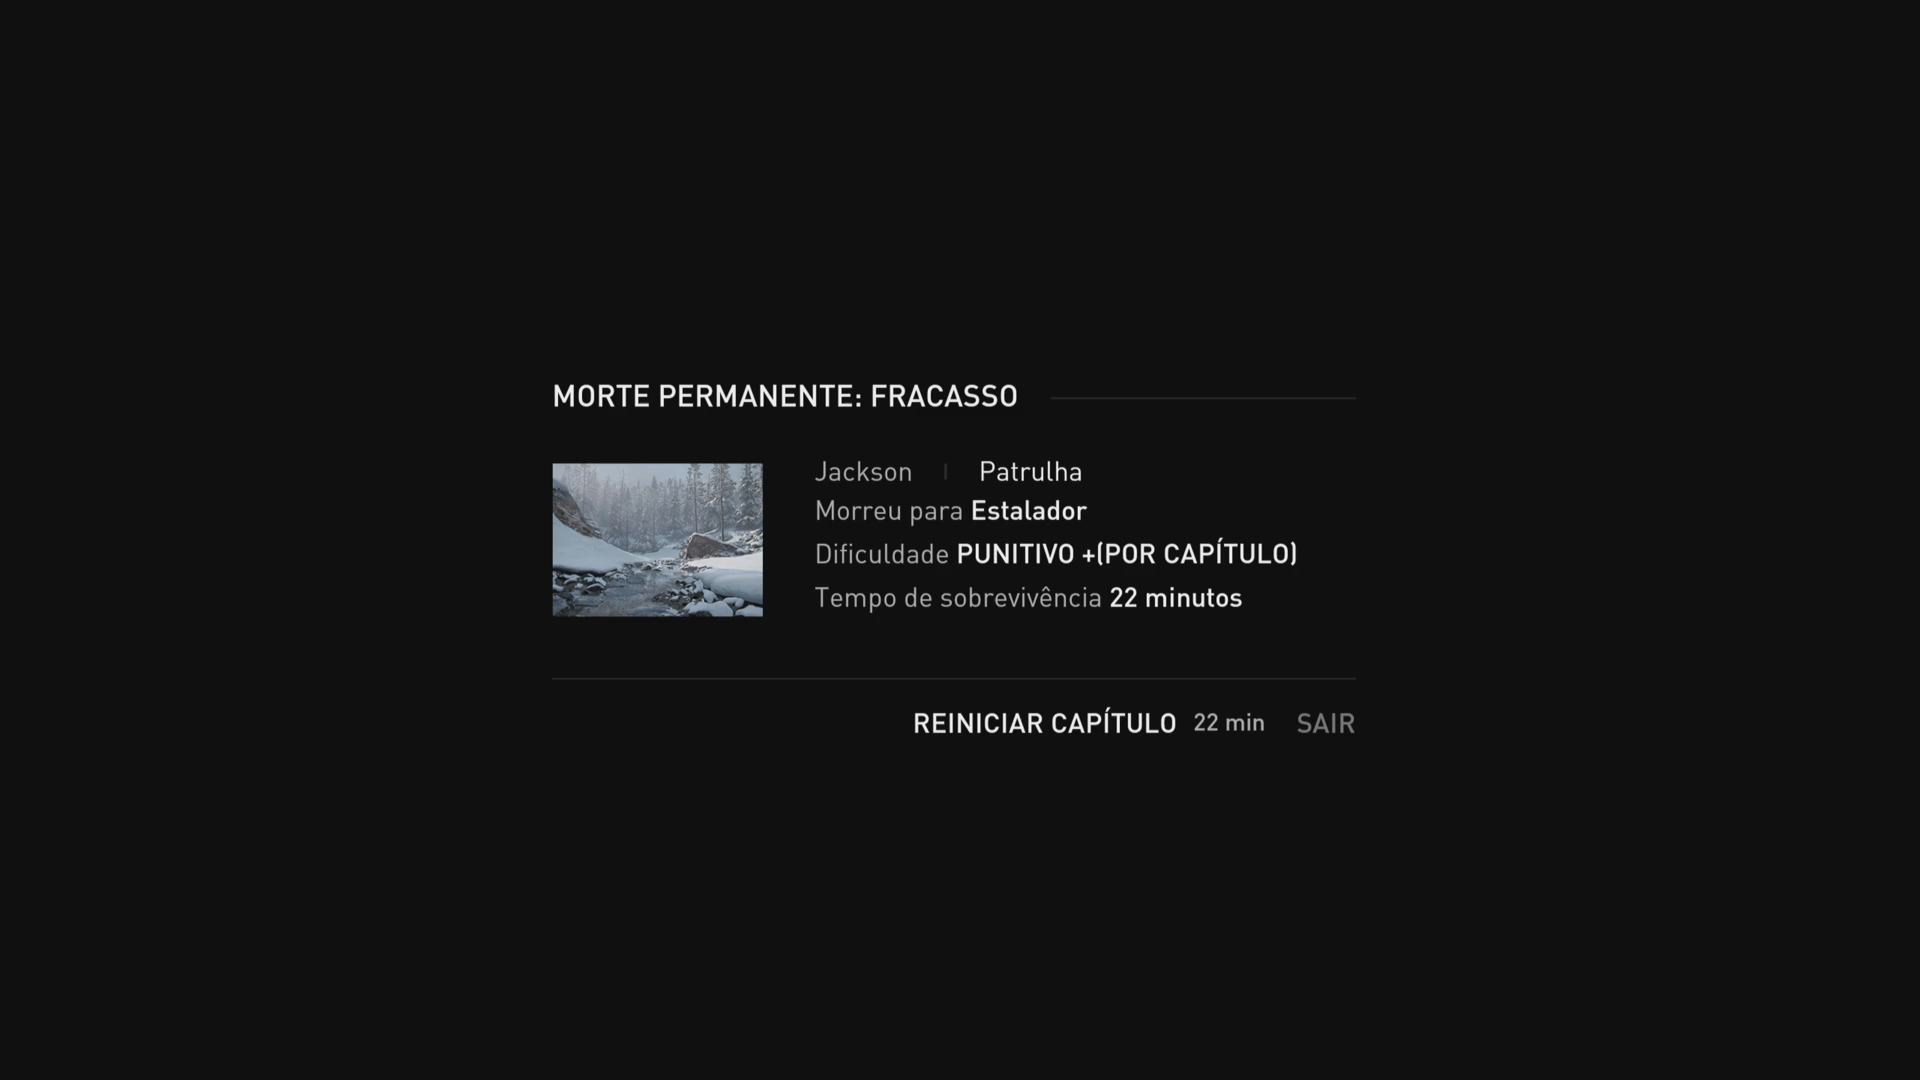 MORTE PERMANENTE: FRACASSO
Jackson | Patrulha
Morreu para Estalador
Dificuldade PUNITIVO +(POR CAPÍTULO)
Tempo de sobrevivência 22 minutos
REINICIAR CAPÍTULO 22 min SAIR